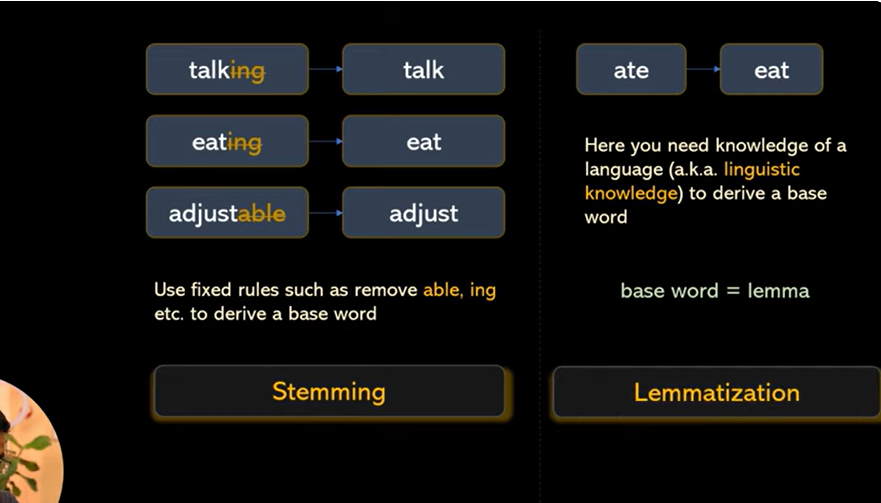 talking
talk
eating
eat
adjustable
adjust
Use fixed rules such as remove able, ing
etc. to derive a base word
Stemming
ate
eat
Here you need knowledge of a
language (a.k.a. linguistic
knowledge) to derive a base
word
base word = lemma
Lemmatization